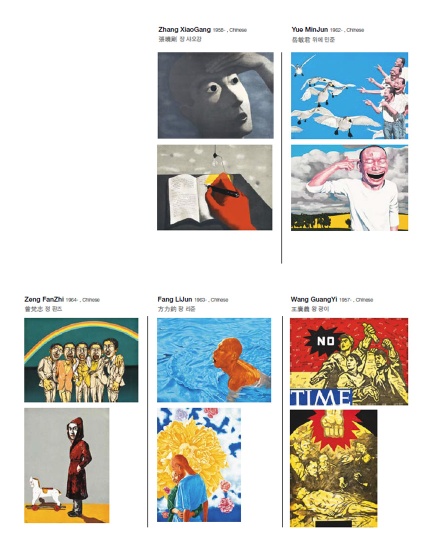 Zhang XiaoGang 1958- , Chinese
張曉剛 장 샤오강
Yue MinJun 1962- , Chinese
岳敏君 위에 민준
Zeng FanZhi 1964- , Chinese
曾梵志 쩡 판즈
Fang LiJun 1963- , Chinese
方力鈞 팡 리준
Wang GuangYi 1957- , Chinese
王廣義 왕 광이
NO
TIME